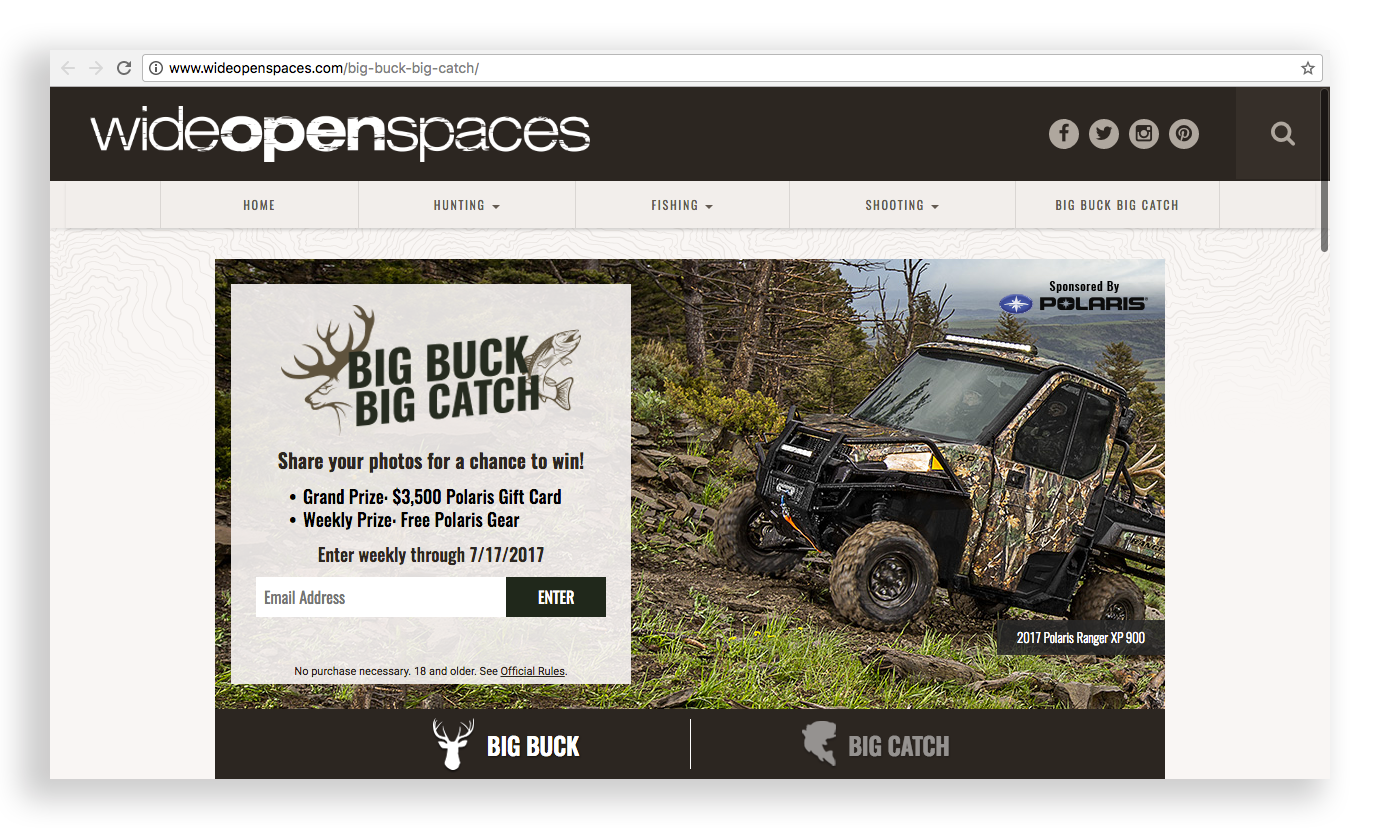 www.wideopenspaces.com/big-buck-big-catch/
wideopenspaces
HOME
HUNTING
FISHING
SHOOTING
BIG BUCK BIG CATCH
Sponsored By
POLARIS
BIG BUCK
BIG CATCH
Share your photos for a chance to win!
• Grand Prize· $3,500 Polaris Gift Card
• Weekly Prize· Free Polaris Gear
Enter weekly through 7/17/2017
Email Address
ENTER
No purchase necessary. 18 and older. See Official Rules.
2017 Polaris Ranger XP 900
BIG BUCK
BIG CATCH